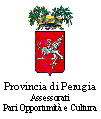 Provincia di Perugia
Assessorati
Pari Opportunità e Cultura